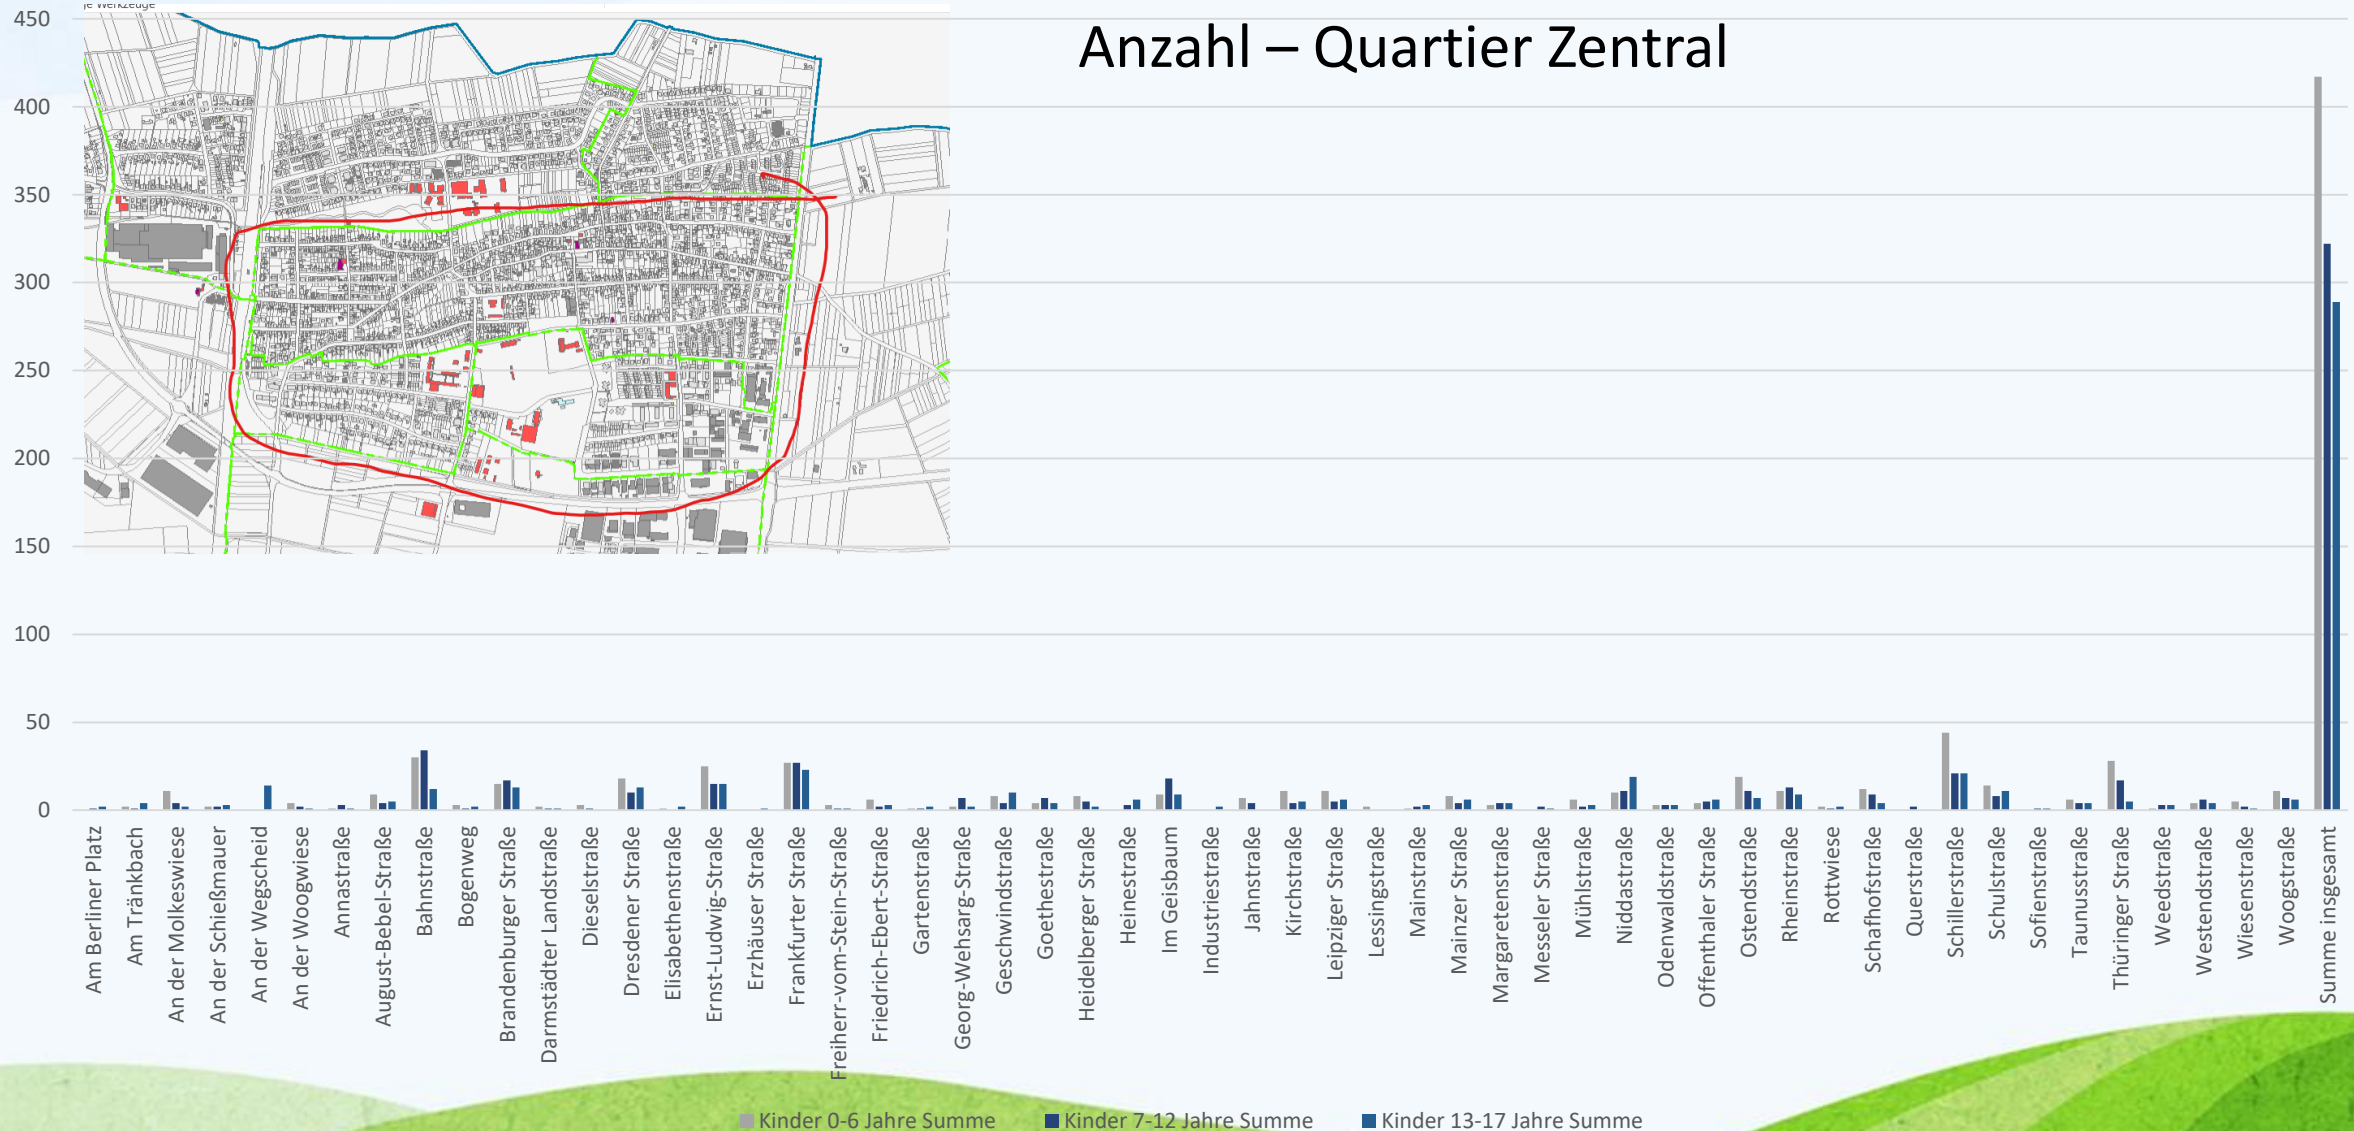 ge Werkzeuge
Anzahl – Quartier Zentral
450
400
350
300
250
200
150
100
50
0
Am Berliner Platz
Am Tränkbach
An der Molkeswiese
An der Schießmauer
An der Wegscheid
An der Woogwiese
Annastraße
August-Bebel-Straße
Bahnstraße
Bogenweg
Brandenburger Straße
Darmstädter Landstraße
Dieselstraße
Dresdener Straße
Elisabethenstraße
Ernst-Ludwig-Straße
Erzhäuser Straße
Frankfurter Straße
Freiherr-vom-Stein-Straße
Friedrich-Ebert-Straße
Gartenstraße
Georg-Wehsarg-Straße
Geschwindstraße
Goethestraße
Heidelberger Straße
Heinestraße
Im Geisbaum
Industriestraße
Jahnstraße
Kirchstraße
Leipziger Straße
Lessingstraße
Mainstraße
Mainzer Straße
Margaretenstraße
Messeler Straße
Mühlstraße
Niddastraße
Odenwaldstraße
Offenthaler Straße
Ostendstraße
Rheinstraße
Rottwiese
Schafhofstraße
Querstraße
Schillerstraße
Schulstraße
Sofienstraße
Taunusstraße
Thüringer Straße
Weedstraße
Westendstraße
Wiesenstraße
Woogstraße
Summe insgesamt
Kinder 0-6 Jahre Summe
Kinder 7-12 Jahre Summe
Kinder 13-17 Jahre Summe